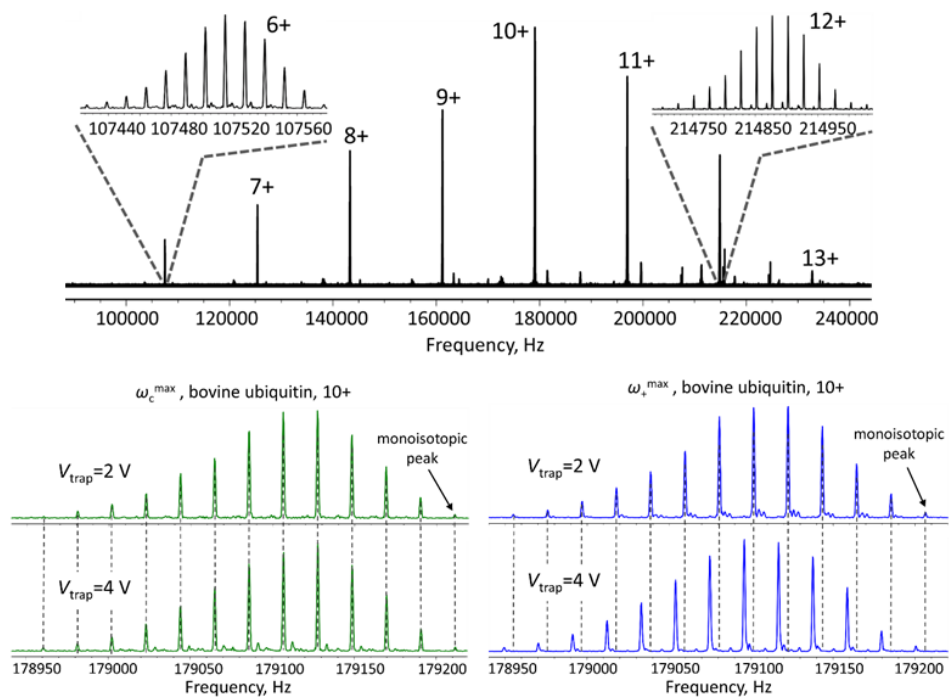 6+
107440 107480 107520 107560
7+
8+
9+
10+
11+
12+
214750 214850 214950
13+
100000 120000 140000 160000 180000 200000 220000 240000
Frequency, Hz
ωc^max , bovine ubiquitin, 10+
Vtrap=2 V
monoisotopic
peak
Vtrap=4 V
178950 179000 179050 179100 179150 179200
Frequency, Hz
ω+^max , bovine ubiquitin, 10+
Vtrap=2 V
monoisotopic
peak
Vtrap=4 V
178950 179000 179050 179100 179150 179200
Frequency, Hz